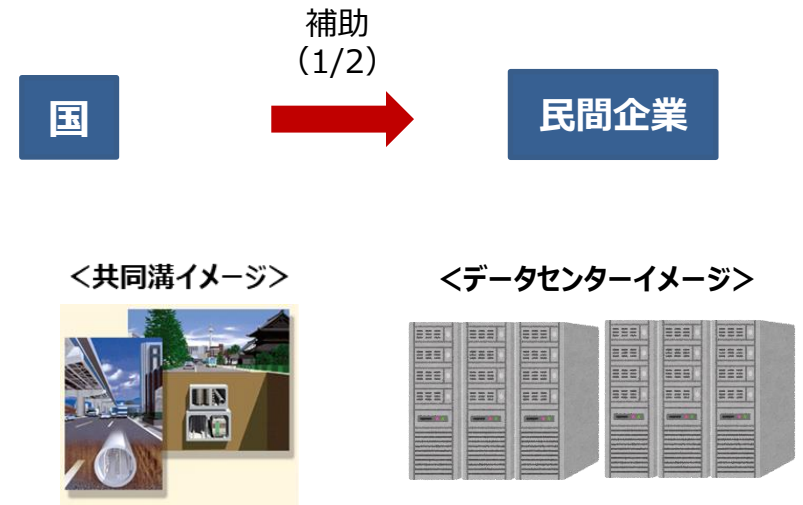 補助
（1/2）
国
民間企業
＜共同溝イメージ＞
＜データセンターイメージ＞